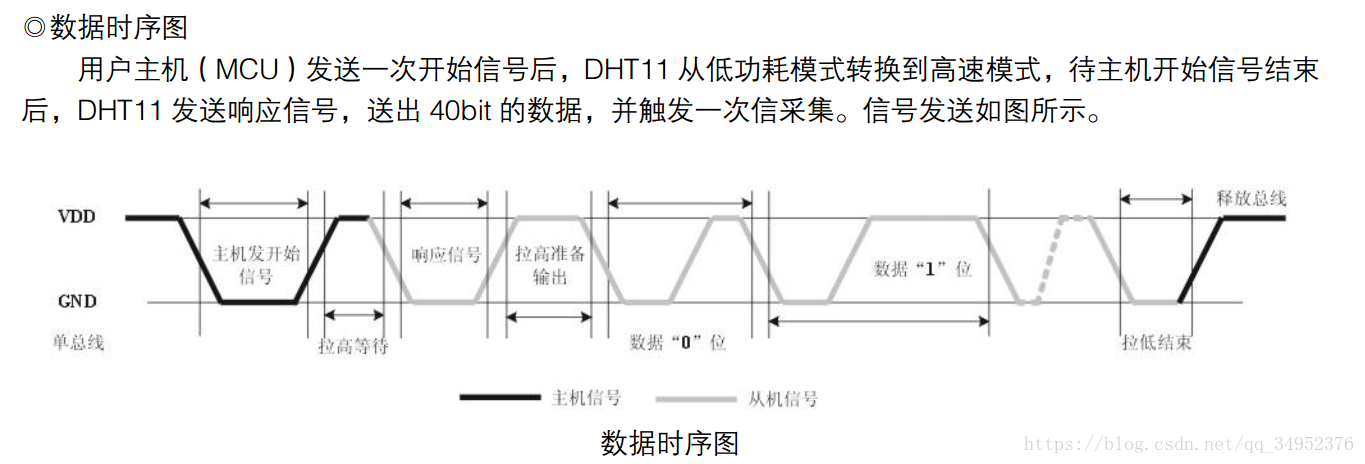 ◎数据时序图
用户主机（MCU）发送一次开始信号后，DHT11 从低功耗模式转换到高速模式，待主机开始信号结束
后，DHT11 发送响应信号，送出 40bit 的数据，并触发一次信采集。信号发送如图所示。
VDD
释放总线
主机发开始
信号
响应信号
拉高准备
输出
数据“1”位
GND
单总线
拉高等待
数据“0”位
拉低结束
主机信号
从机信号
数据时序图
https://blog.csdn.net/qq_34952376